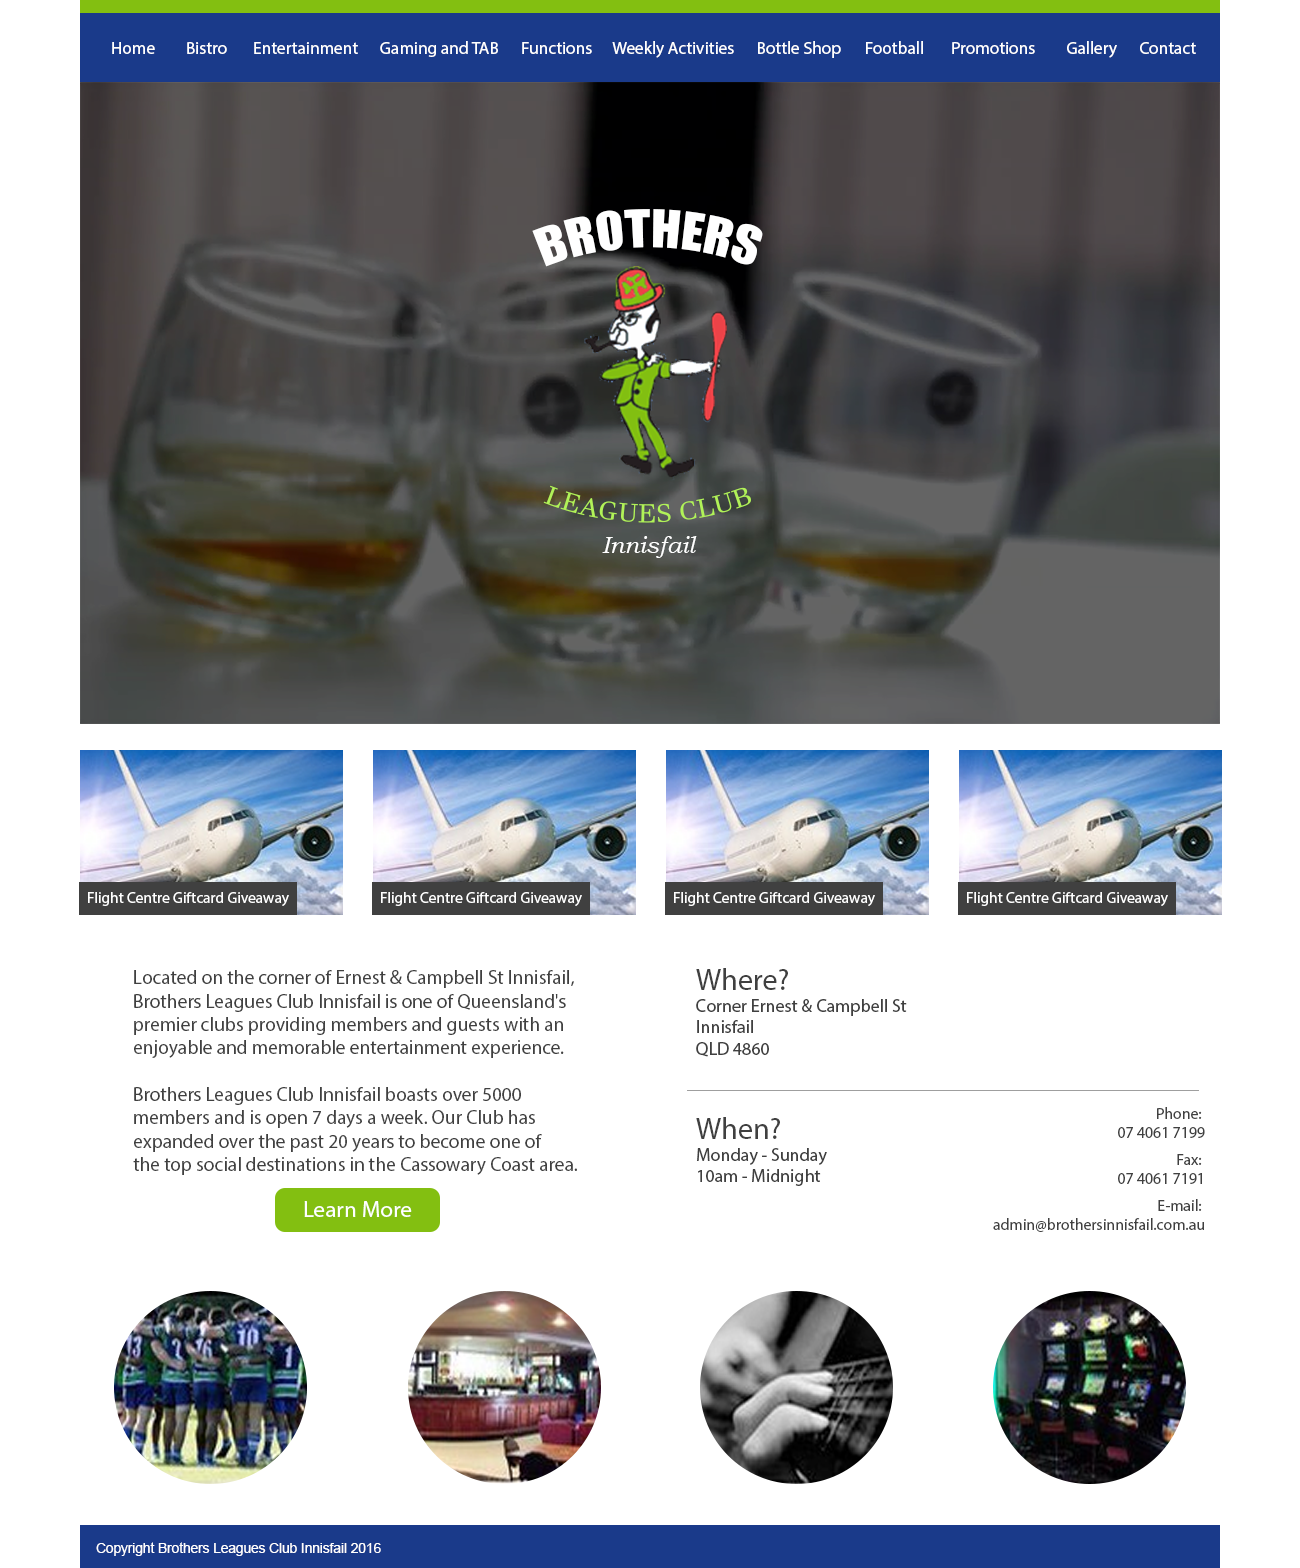 Home Bistro Entertainment Gaming and TAB Functions Weekly Activities Bottle Shop Football Promotions Gallery Contact
BROTHERS
LEAGUES CLUB
Innisfail
Flight Centre Giftcard Giveaway
Flight Centre Giftcard Giveaway
Flight Centre Giftcard Giveaway
Flight Centre Giftcard Giveaway
Located on the corner of Ernest & Campbell St Innisfail,
Brothers Leagues Club Innisfail is one of Queensland's
premier clubs providing members and guests with an
enjoyable and memorable entertainment experience.
Brothers Leagues Club Innisfail boasts over 5000
members and is open 7 days a week. Our Club has
expanded over the past 20 years to become one of
the top social destinations in the Cassowary Coast area.
Learn More
Where?
Corner Ernest & Campbell St
Innisfail
QLD 4860
When?
Monday - Sunday
10am - Midnight
Phone:
07 4061 7199
Fax:
07 4061 7191
E-mail:
admin@brothersinnisfail.com.au
13 2 16 10 1
Copyright Brothers Leagues Club Innisfail 2016